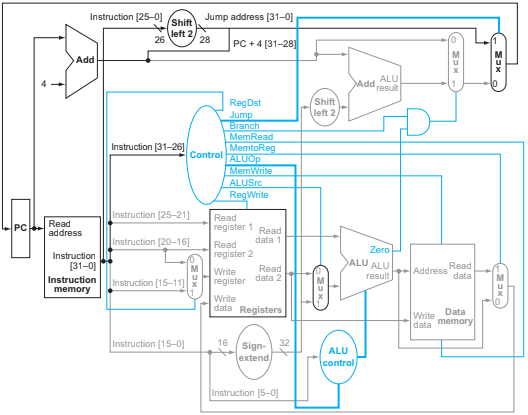 Instruction [25–0]
Shift
left 2
Jump address [31–0]
26
28
PC + 4 [31–28]
Add
4
1
M
u
x
0
0
M
u
x
1
Add
ALU
result
Shift
left 2
RegDst
Jump
Branch
MemRead
MemtoReg
ALUOp
MemWrite
ALUSrc
RegWrite
Instruction [31–26]
Control
PC
Read
address
Instruction
[31–0]
Instruction
memory
Instruction [25–21]
Instruction [20–16]
Instruction [15–11]
0
M
u
x
1
Read
register 1
Read
register 2
Write
register
Write
data
Read
data 1
Read
data 2
Registers
0
M
u
x
1
Zero
ALU
ALU
result
Address
Read
data
Write
data
Data
memory
1
M
u
x
0
Instruction [15–0]
16
Sign-
extend
32
Instruction [5–0]
ALU
control